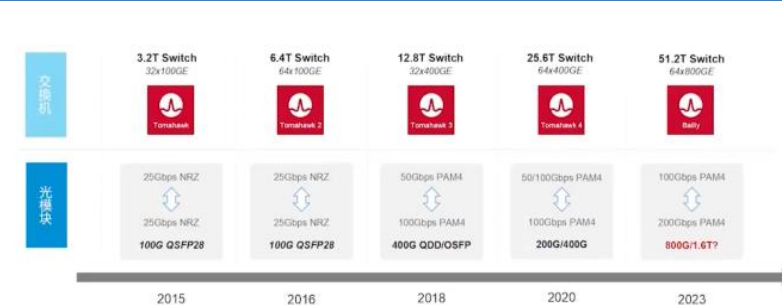 交换机
3.2T Switch
32x100GE
Tomahawk
6.4T Switch
64x100GE
Tomahawk 2
12.8T Switch
32x400GE
Tomahawk 3
25.6T Switch
64x400GE
Tomahawk 4
51.2T Switch
64x800GE
Bailly
光模块
25Gbps NRZ
25Gbps NRZ
100G QSFP28
25Gbps NRZ
25Gbps NRZ
100G QSFP28
50Gbps PAM4
100Gbps PAM4
400G QDD/OSFP
50/100Gbps PAM4
100Gbps PAM4
200G/400G
100Gbps PAM4
200Gbps PAM4
800G/1.6T?
2015
2016
2018
2020
2023